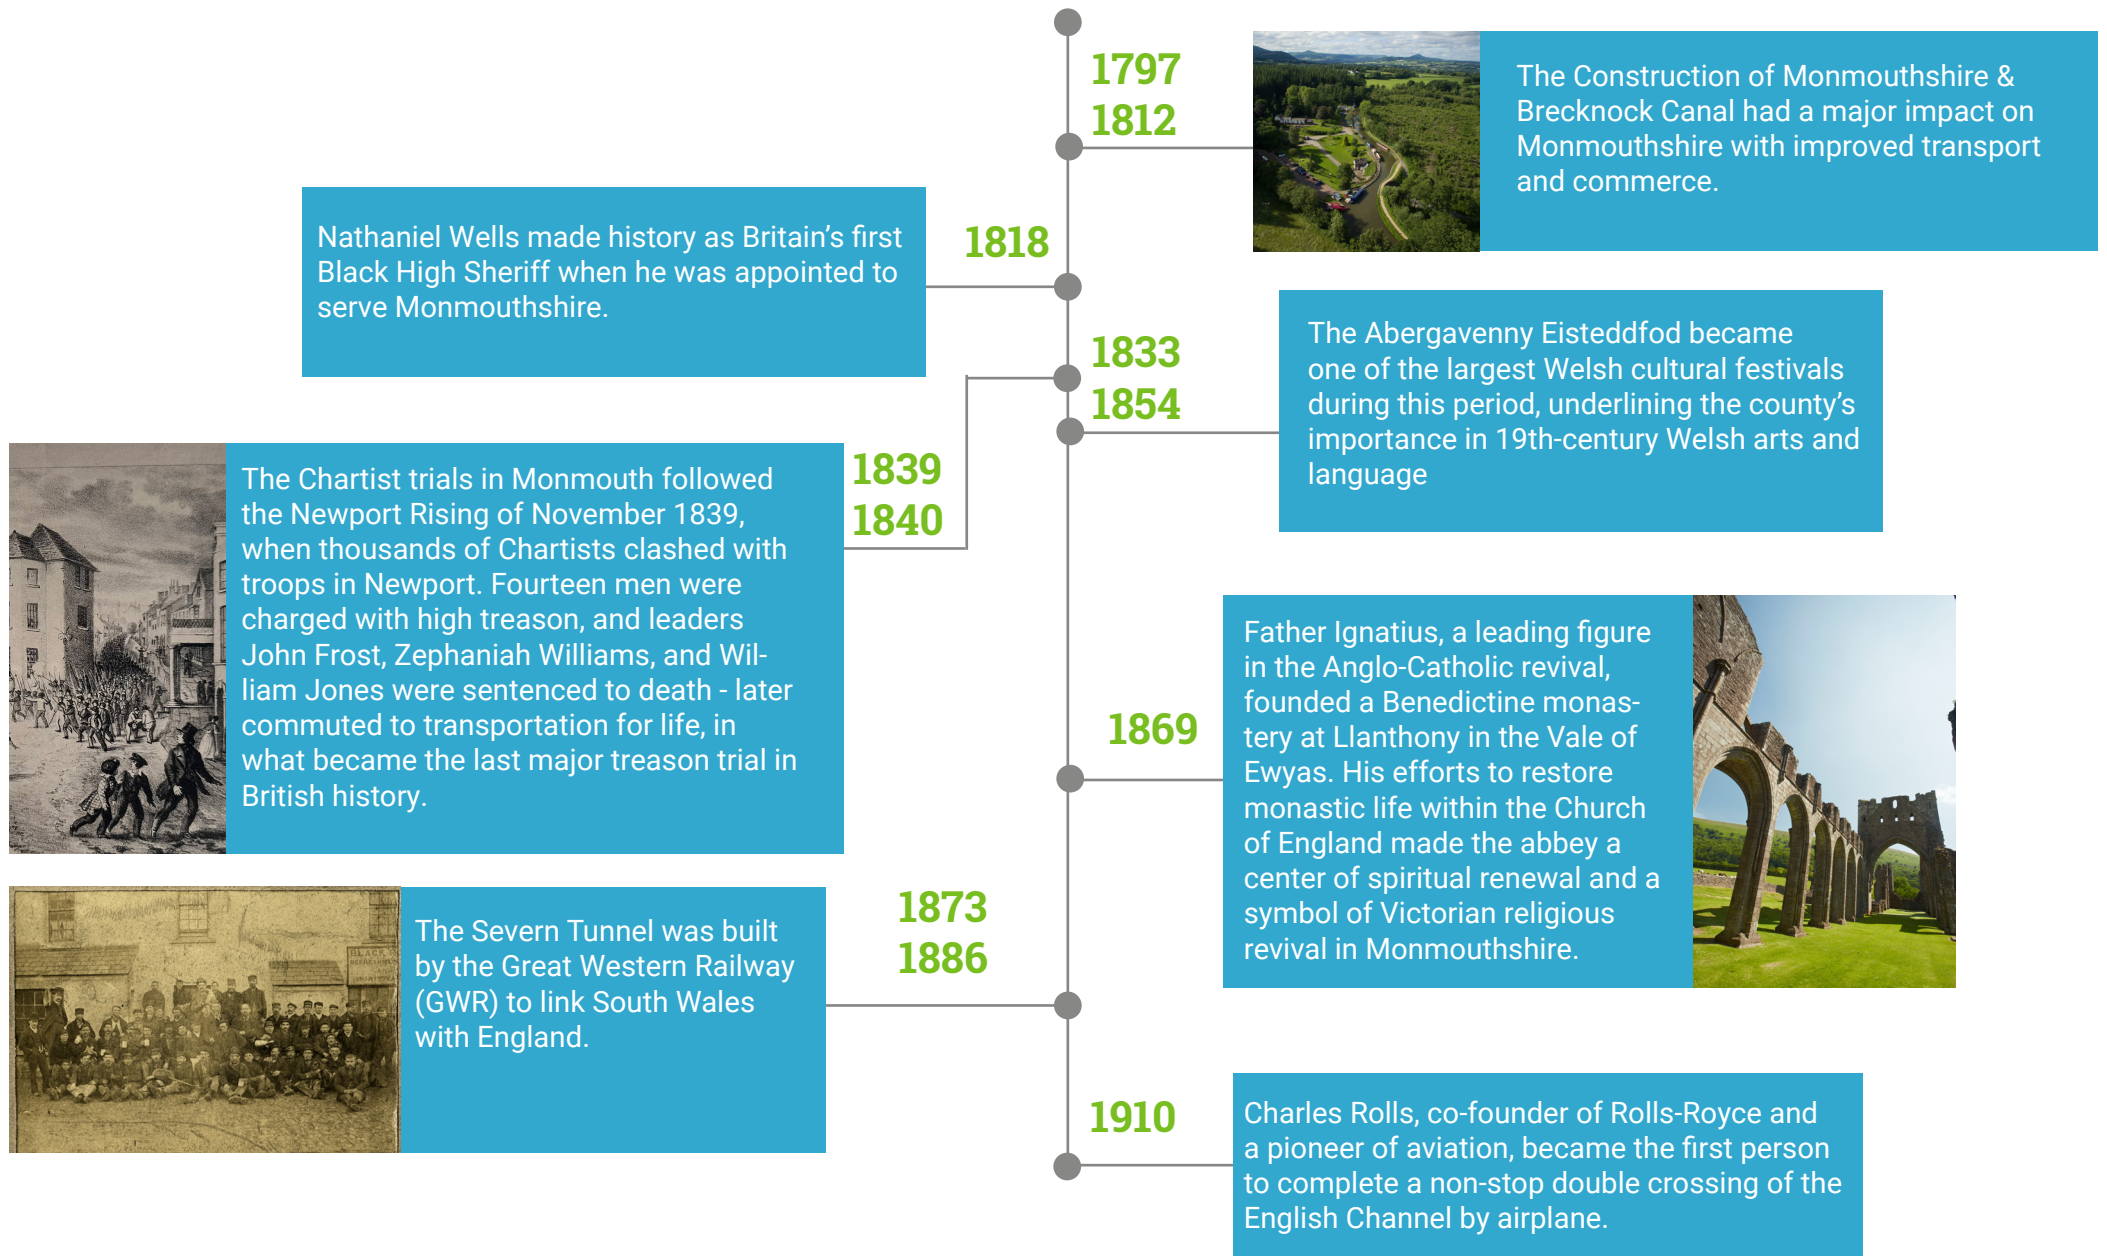 1797
1812
The Construction of Monmouthshire &
Brecknock Canal had a major impact on
Monmouthshire with improved transport
and commerce.
1818
Nathaniel Wells made history as Britain's first
Black High Sheriff when he was appointed to
serve Monmouthshire.
1833
1854
The Abergavenny Eisteddfod became
one of the largest Welsh cultural festivals
during this period, underlining the county's
importance in 19th-century Welsh arts and
language
1839
1840
The Chartist trials in Monmouth followed
the Newport Rising of November 1839,
when thousands of Chartists clashed with
troops in Newport. Fourteen men were
charged with high treason, and leaders
John Frost, Zephaniah Williams, and Wil-
liam Jones were sentenced to death - later
commuted to transportation for life, in
what became the last major treason trial in
British history.
1869
Father Ignatius, a leading figure
in the Anglo-Catholic revival,
founded a Benedictine monas-
tery at Llanthony in the Vale of
Ewyas. His efforts to restore
monastic life within the Church
of England made the abbey a
center of spiritual renewal and a
symbol of Victorian religious
revival in Monmouthshire.
1873
1886
The Severn Tunnel was built
by the Great Western Railway
(GWR) to link South Wales
with England.
BLACK
1910
Charles Rolls, co-founder of Rolls-Royce and
a pioneer of aviation, became the first person
to complete a non-stop double crossing of the
English Channel by airplane.